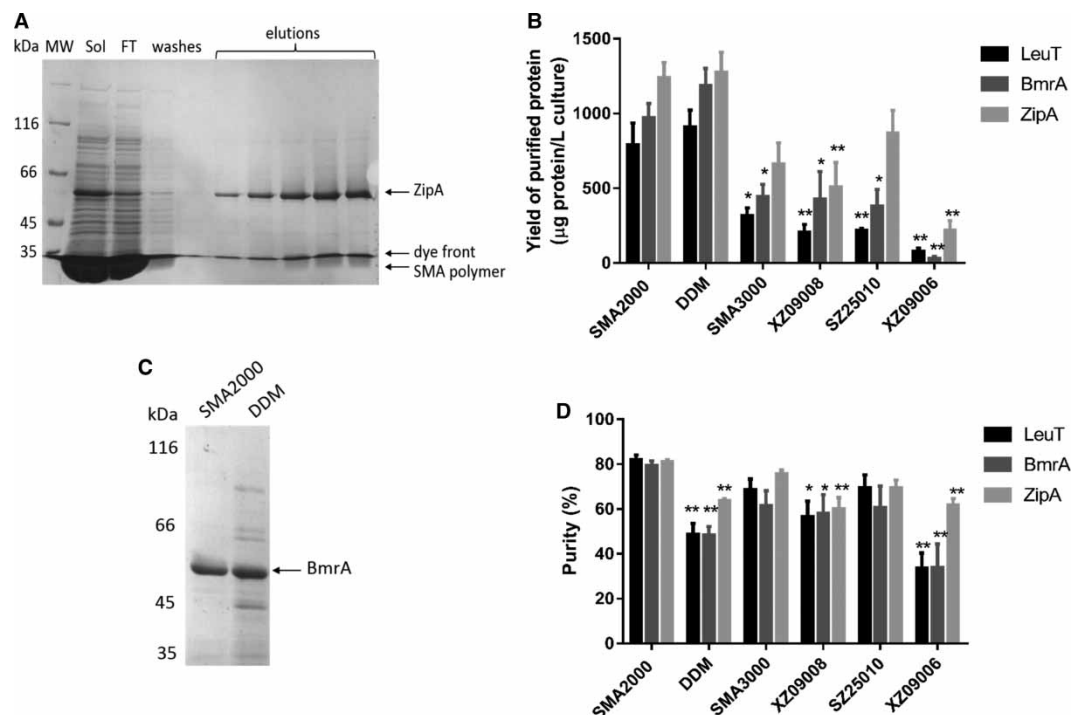 A
kDa MW Sol FT washes elutions
116
66
45
35
ZipA
dye front
SMA polymer
B
Yield of purified protein
(µg protein/L culture)
1500
1000
500
0
* * ** * ** ** * ** ** **
SMA2000 DDM SMA3000 XZ09008 SZ25010 XZ09006
LeuT
BmrA
ZipA
C
SMA2000 DDM
kDa
116
66
45
35
BmrA
D
Purity (%)
100
80
60
40
20
0
** ** ** * * ** ** ** **
SMA2000 DDM SMA3000 XZ09008 SZ25010 XZ09006
LeuT
BmrA
ZipA